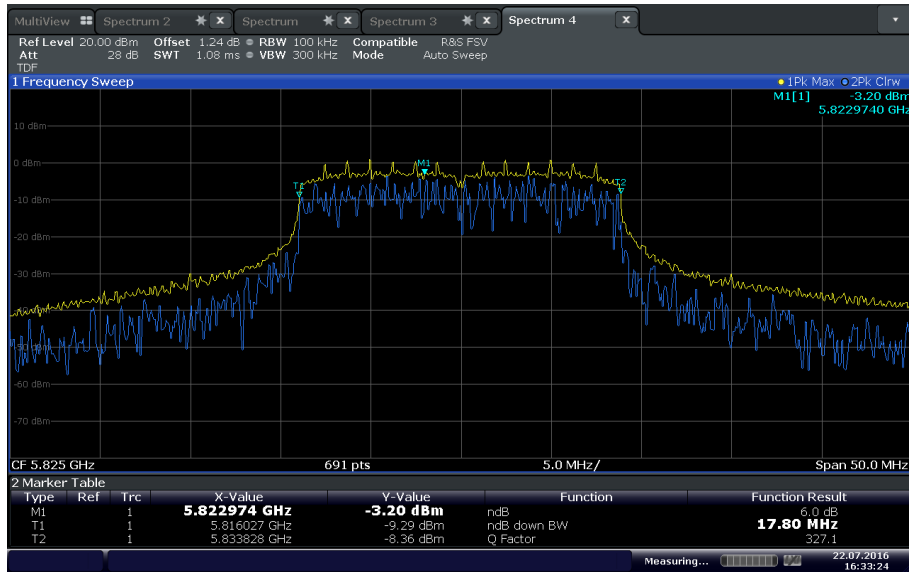 MultiView Spectrum 2 X Spectrum X Spectrum 3 X Spectrum 4 X
Ref Level 20.00 dBm Offset 1.24 dB RBW 100 kHz Compatible R&S FSV
Att 28 dB SWT 1.08 ms VBW 300 kHz Mode Auto Sweep
TDF
1 Frequency Sweep 1Pk Max 2Pk Clrw
M1[1] -3.20 dBm
5.8229740 GHz
10 dBm
0 dBm
M1
T1 T2
-10 dBm
-20 dBm
-30 dBm
-40 dBm
-50 dBm
-60 dBm
-70 dBm
CF 5.825 GHz 691 pts 5.0 MHz/ Span 50.0 MHz
2 Marker Table
Type Ref Trc X-Value Y-Value Function Function Result
M1 1 5.822974 GHz -3.20 dBm ndB 6.0 dB
T1 1 5.816027 GHz -9.29 dBm ndB down BW 17.80 MHz
T2 1 5.833828 GHz -8.36 dBm Q Factor 327.1
Measuring... 22.07.2016
16:33:24